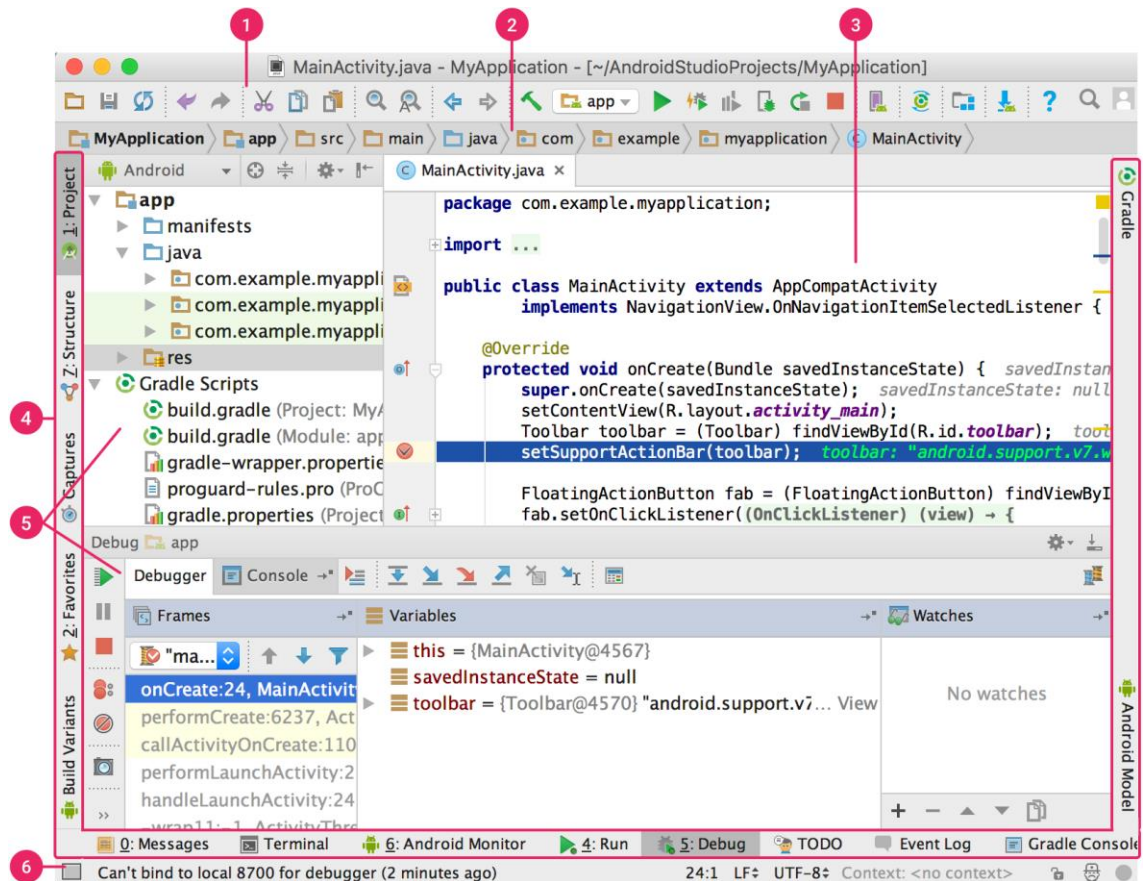 1
2
3
MainActivity.java - MyApplication - [~/AndroidStudioProjects/MyApplication]
app
?
MyApplication app src main java com example myapplication C MainActivity
1: Project
Z: Structure
Captures
2: Favorites
Build Variants
4
5
6
Android
app
manifests
java
com.example.myappli
com.example.myappli
com.example.myappli
res
Gradle Scripts
build.gradle (Project: MyA
build.gradle (Module: app
gradle-wrapper.propertie
proguard-rules.pro (ProC
gradle.properties (Project
C MainActivity.java ×
package com.example.myapplication;
import ...
public class MainActivity extends AppCompatActivity
implements NavigationView.OnNavigationItemSelectedListener {
@Override
protected void onCreate(Bundle savedInstanceState) { savedInstan
super.onCreate(savedInstanceState); savedInstanceState: null
setContentView(R.layout.activity_main);
Toolbar toolbar = (Toolbar) findViewById(R.id.toolbar); tool
setSupportActionBar(toolbar); toolbar: "android.support.v7.w
FloatingActionButton fab = (FloatingActionButton) findViewByI
fab.setOnClickListener((OnClickListener) (view) → {
Gradle
Android Model
Debug app
Debugger Console
Frames
"ma...
onCreate:24, MainActivit
performCreate:6237, Act
callActivityOnCreate:110
performLaunchActivity:2
handleLaunchActivity:24
-wrap11:-1, ActivityThre
Variables
this = {MainActivity@4567}
savedInstanceState = null
toolbar = {Toolbar@4570} "android.support.v7... View
Watches
No watches
0: Messages Terminal 6: Android Monitor 4: Run 5: Debug TODO Event Log Gradle Console
Can't bind to local 8700 for debugger (2 minutes ago) 24:1 LF UTF-8 Context: <no context>